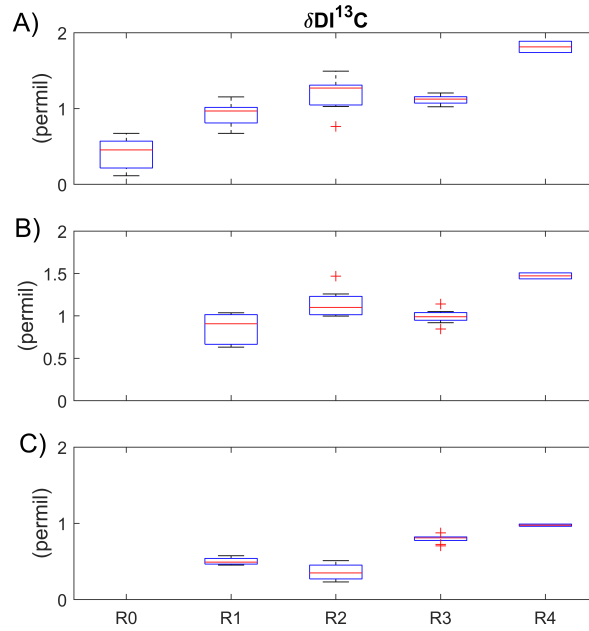 A)
δDI¹³C
(permil)
2
1
0
B)
(permil)
2
1.5
1
0.5
0
C)
(permil)
2
1
0
R0 R1 R2 R3 R4